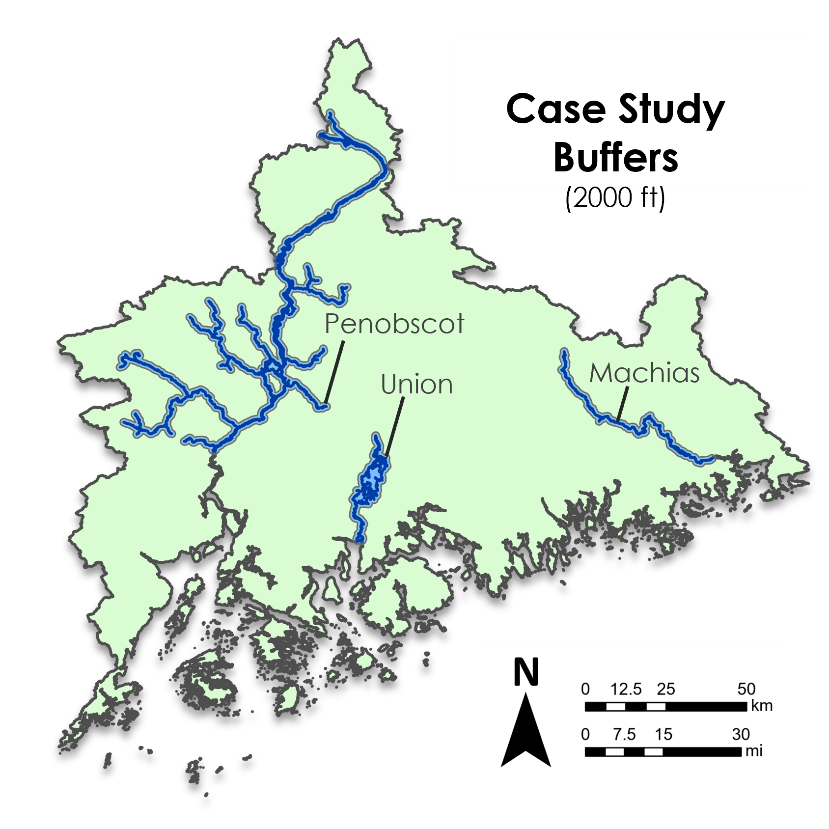 Case Study
Buffers
(2000 ft)
Penobscot
Union
Machias
N
0 12.5 25 50
km
0 7.5 15 30
mi